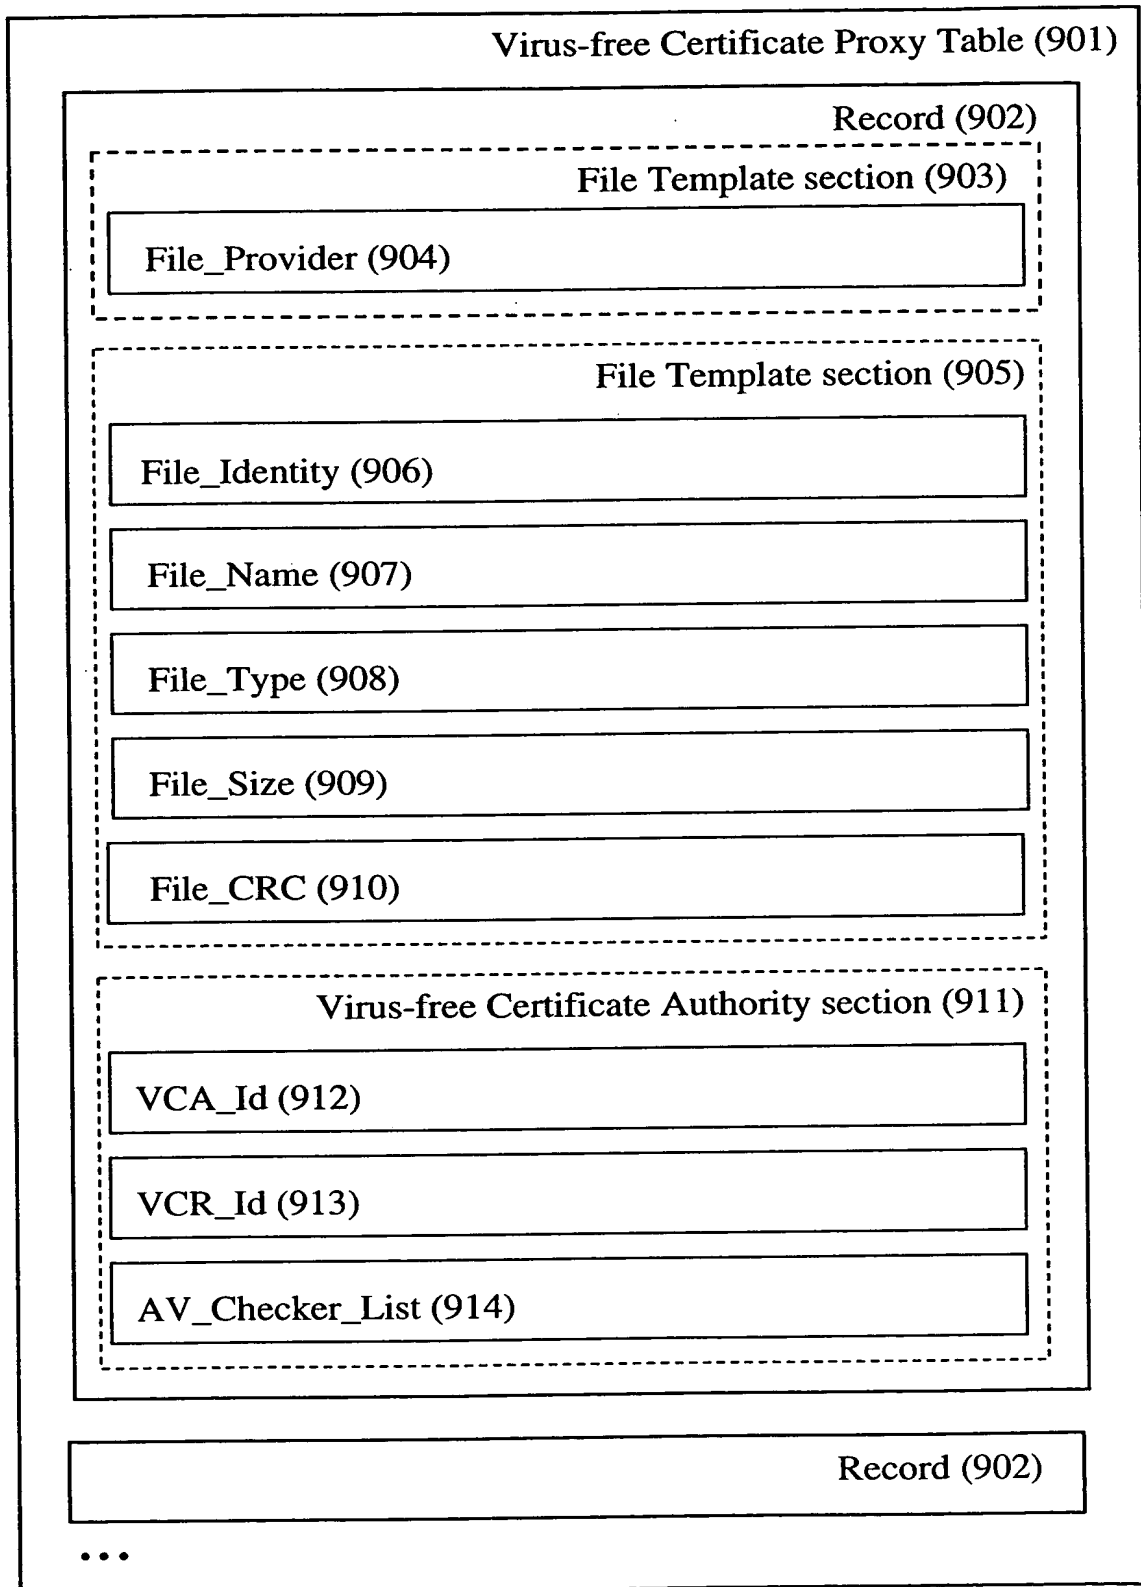 Virus-free Certificate Proxy Table (901)
Record (902)
File Template section (903)
File_Provider (904)
File Template section (905)
File_Identity (906)
File_Name (907)
File_Type (908)
File_Size (909)
File_CRC (910)
Virus-free Certificate Authority section (911)
VCA_Id (912)
VCR_Id (913)
AV_Checker_List (914)
Record (902)
...